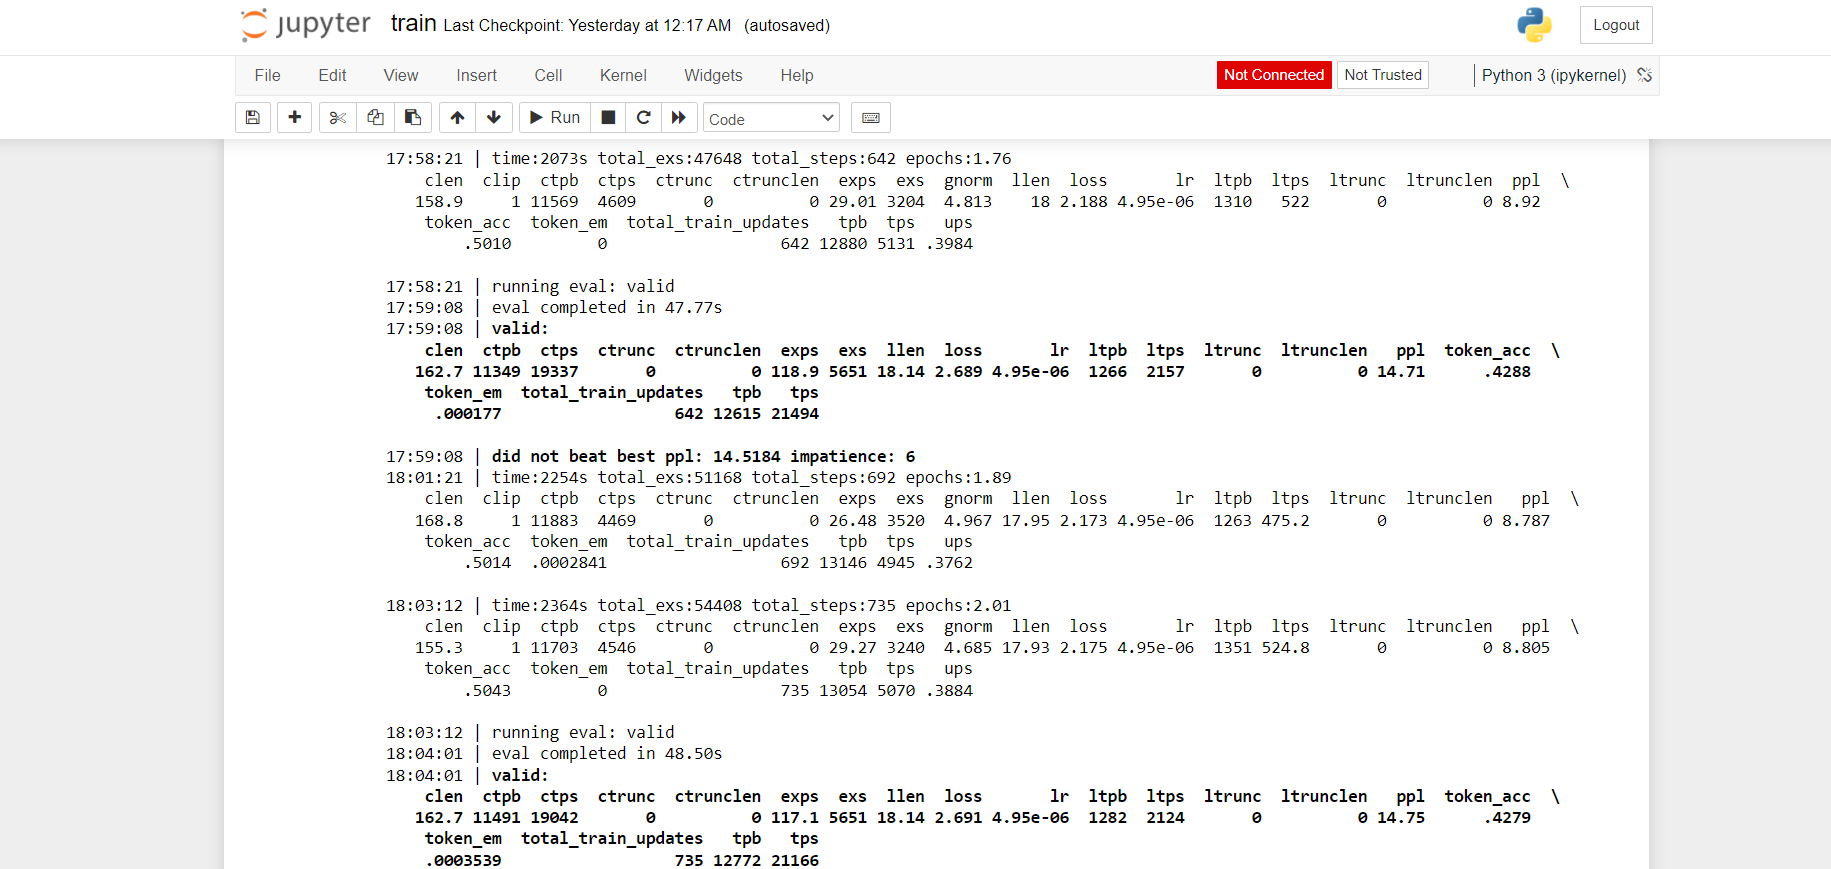 jupyter train Last Checkpoint: Yesterday at 12:17 AM (autosaved) Logout
File Edit View Insert Cell Kernel Widgets Help Not Connected Not Trusted | Python 3 (ipykernel)
Run Code
17:58:21 | time:2073s total_exs:47648 total_steps:642 epochs:1.76
clen clip ctpb ctps ctrunc ctrunclen exps exs gnorm llen loss lr ltpb ltps ltrunc ltrunclen ppl \
158.9 1 11569 4609 0 0 29.01 3204 4.813 18 2.188 4.95e-06 1310 522 0 0 8.92
token_acc token_em total_train_updates tpb tps ups
.5010 0 642 12880 5131 .3984
17:58:21 | running eval: valid
17:59:08 | eval completed in 47.77s
17:59:08 | valid:
clen ctpb ctps ctrunc ctrunclen exps exs llen loss lr ltpb ltps ltrunc ltrunclen ppl token_acc \
162.7 11349 19337 0 0 118.9 5651 18.14 2.689 4.95e-06 1266 2157 0 0 14.71 .4288
token_em total_train_updates tpb tps
.000177 642 12615 21494
17:59:08 | did not beat best ppl: 14.5184 impatience: 6
18:01:21 | time:2254s total_exs:51168 total_steps:692 epochs:1.89
clen clip ctpb ctps ctrunc ctrunclen exps exs gnorm llen loss lr ltpb ltps ltrunc ltrunclen ppl \
168.8 1 11883 4469 0 0 26.48 3520 4.967 17.95 2.173 4.95e-06 1263 475.2 0 0 8.787
token_acc token_em total_train_updates tpb tps ups
.5014 .0002841 692 13146 4945 .3762
18:03:12 | time:2364s total_exs:54408 total_steps:735 epochs:2.01
clen clip ctpb ctps ctrunc ctrunclen exps exs gnorm llen loss lr ltpb ltps ltrunc ltrunclen ppl \
155.3 1 11703 4546 0 0 29.27 3240 4.685 17.93 2.175 4.95e-06 1351 524.8 0 0 8.805
token_acc token_em total_train_updates tpb tps ups
.5043 0 735 13054 5070 .3884
18:03:12 | running eval: valid
18:04:01 | eval completed in 48.50s
18:04:01 | valid:
clen ctpb ctps ctrunc ctrunclen exps exs llen loss lr ltpb ltps ltrunc ltrunclen ppl token_acc \
162.7 11491 19042 0 0 117.1 5651 18.14 2.691 4.95e-06 1282 2124 0 0 14.75 .4279
token_em total_train_updates tpb tps
.0003539 735 12772 21166